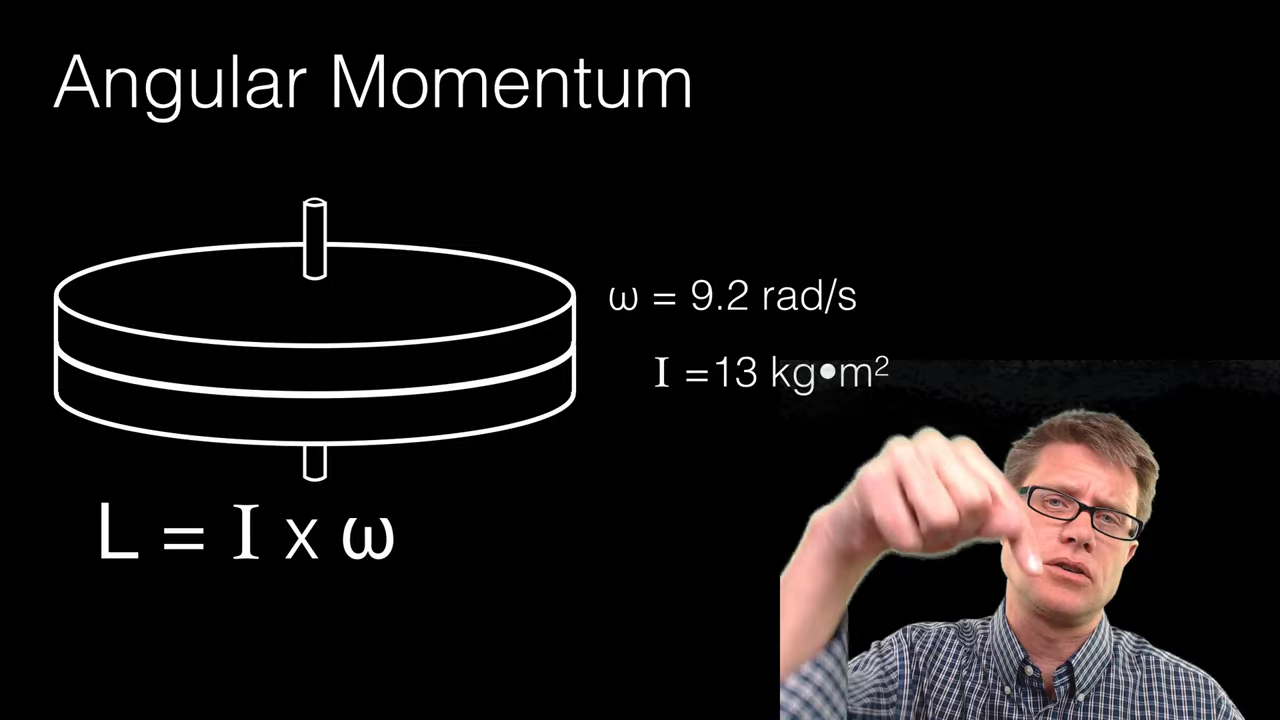 Angular Momentum
ω = 9.2 rad/s
I =13 kg•m²
L = I x ω